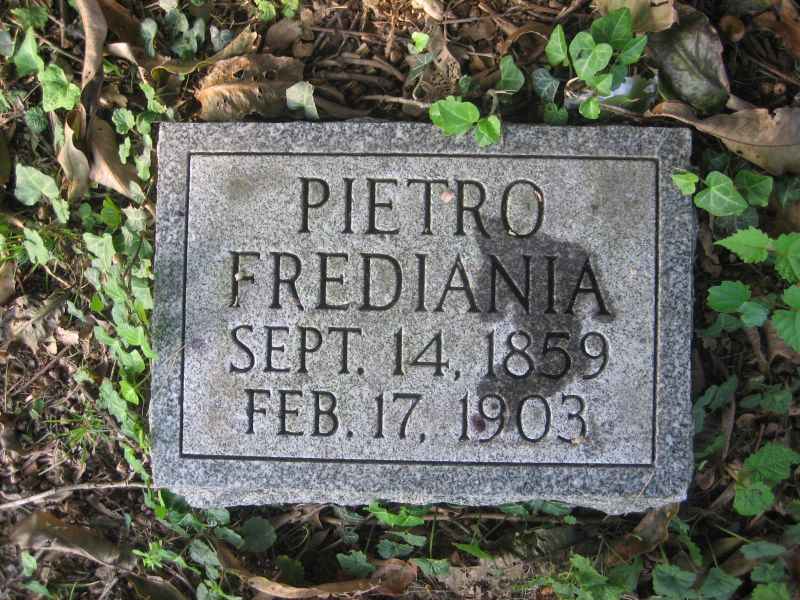 PIETRO
FREDIANIA
SEPT. 14, 1859
FEB. 17, 1903